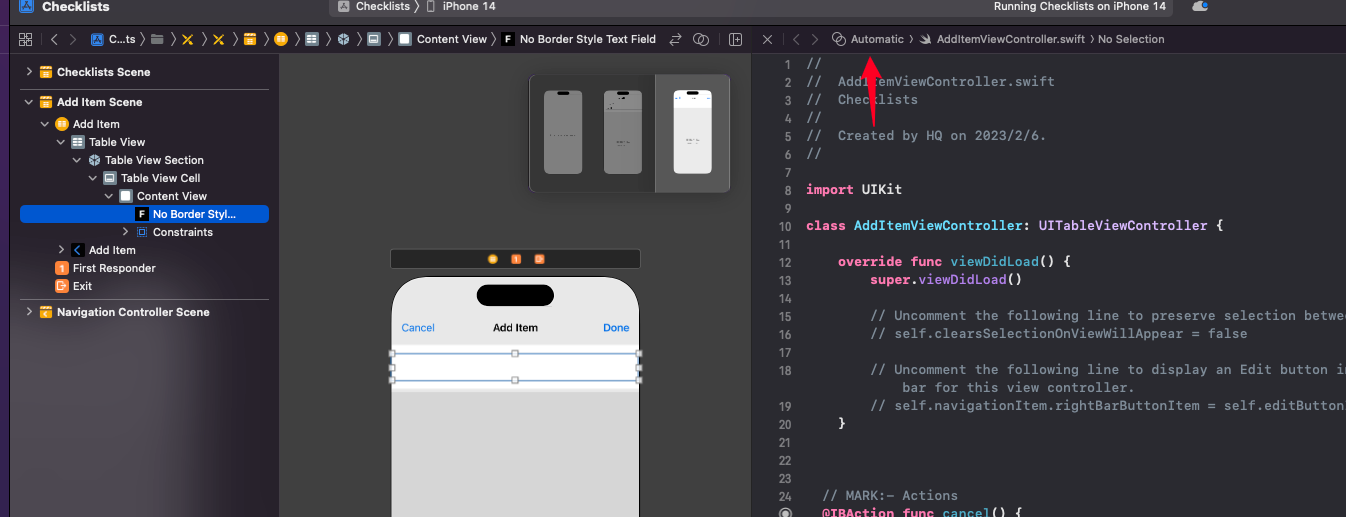 Checklists
Checklists
iPhone 14
Running Checklists on iPhone 14
C...ts
Content View
F
No Border Style Text Field
Automatic
AddItemViewController.swift
No Selection
Checklists Scene
Add Item Scene
Add Item
Table View
Table View Section
Table View Cell
Content View
F No Border Styl...
Constraints
Add Item
1 First Responder
Exit
Navigation Controller Scene
1
Cancel Add Item Done
1 //
2 // AddItemViewController.swift
3 // Checklists
4 //
5 // Created by HQ on 2023/2/6.
6 //
7
8 import UIKit
9
10 class AddItemViewController: UITableViewController {
11
12 override func viewDidLoad() {
13 super.viewDidLoad()
14
15 // Uncomment the following line to preserve selection betwee
16 // self.clearsSelectionOnViewWillAppear = false
17
18 // Uncomment the following line to display an Edit button in
bar for this view controller.
19 // self.navigationItem.rightBarButtonItem = self.editButton
20 }
21
22
23
24 // MARK:- Actions
@IBAction func cancel() {